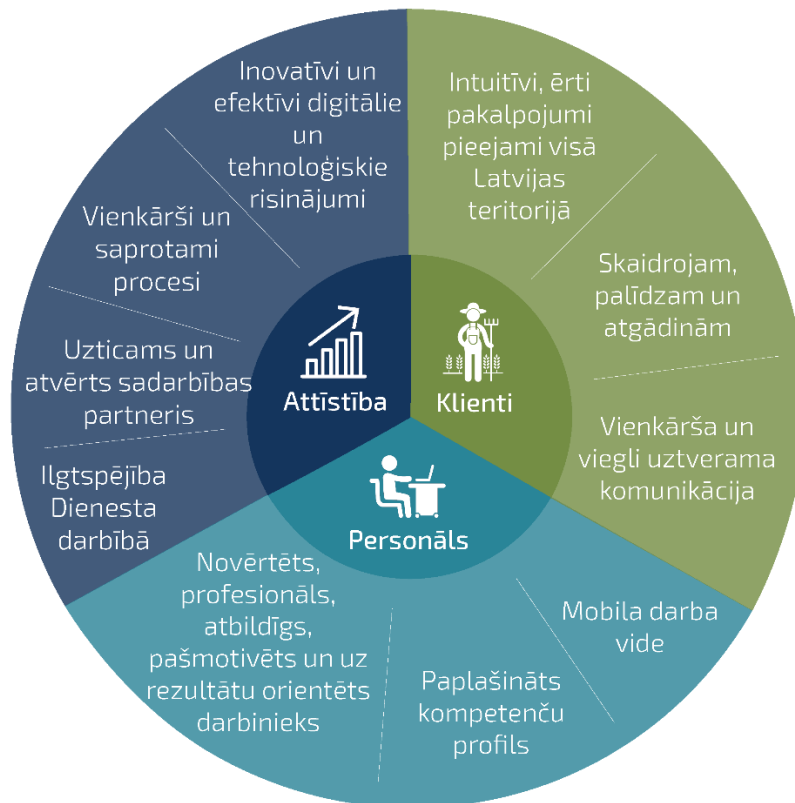 Inovatīvi un
efektīvi digitālie
un
tehnoloģiskie
risinājumi
Vienkārši un
saprotami
procesi
Uzticams un
atvērts sadarbības
partneris
Ilgtspējība
Dienesta
darbībā
Attīstība
Intuitīvi, ērti
pakalpojumi
pieejami visā
Latvijas
teritorijā
Skaidrojam,
palīdzam un
atgādinām
Vienkārša un
viegli uztverama
komunikācija
Klienti
Personāls
Novērtēts,
profesionāls,
atbildīgs,
pašmotivēts un uz
rezultātu orientēts
darbinieks
Paplašināts
kompetenču
profils
Mobila darba
vide